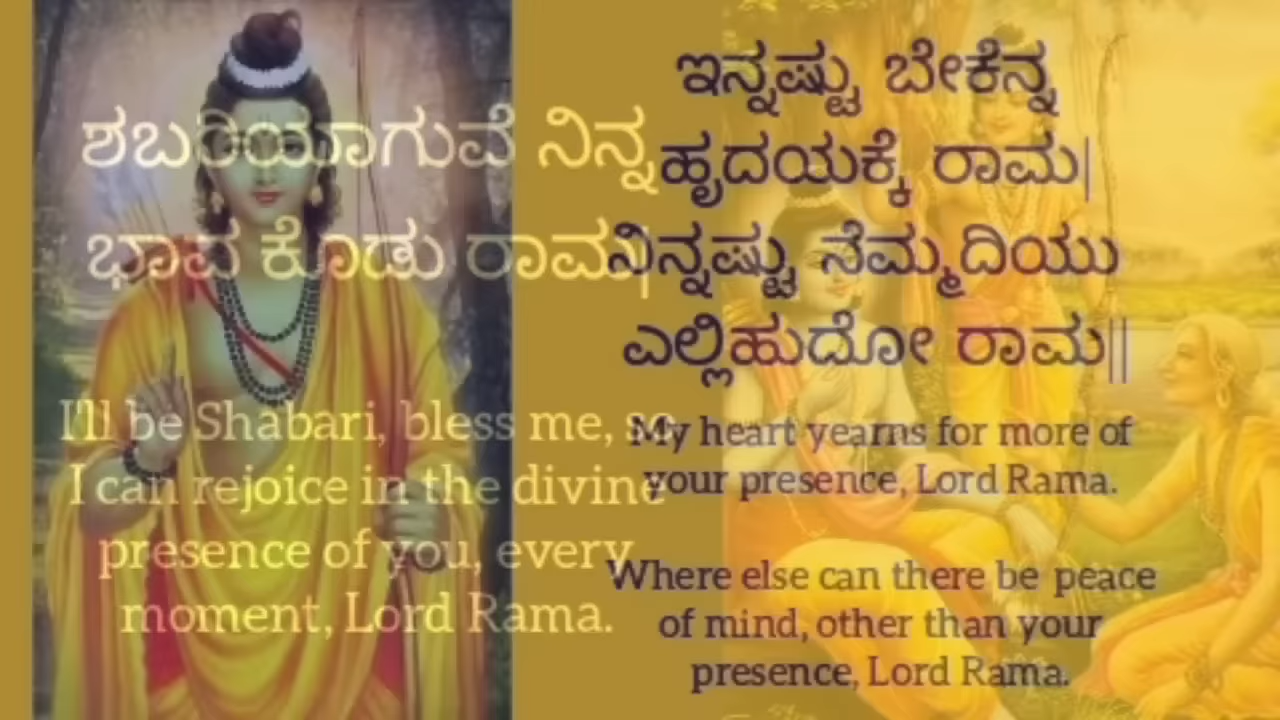 ಶಬರಿಯಾಗುವೆ ನಿನ್ನ
ಭಾವ ಕೊಡು ರಾಮ|
I'll be Shabari, bless me, so
I can rejoice in the divine
presence of you, every
moment, Lord Rama.
ಇನ್ನಷ್ಟು ಬೇಕೆನ್ನ
ಹೃದಯಕ್ಕೆ ರಾಮ|
ನಿನ್ನಷ್ಟು ನೆಮ್ಮದಿಯು
ಎಲ್ಲಿಹುದೋ ರಾಮ||
My heart yearns for more of
your presence, Lord Rama.
Where else can there be peace
of mind, other than your
presence, Lord Rama.